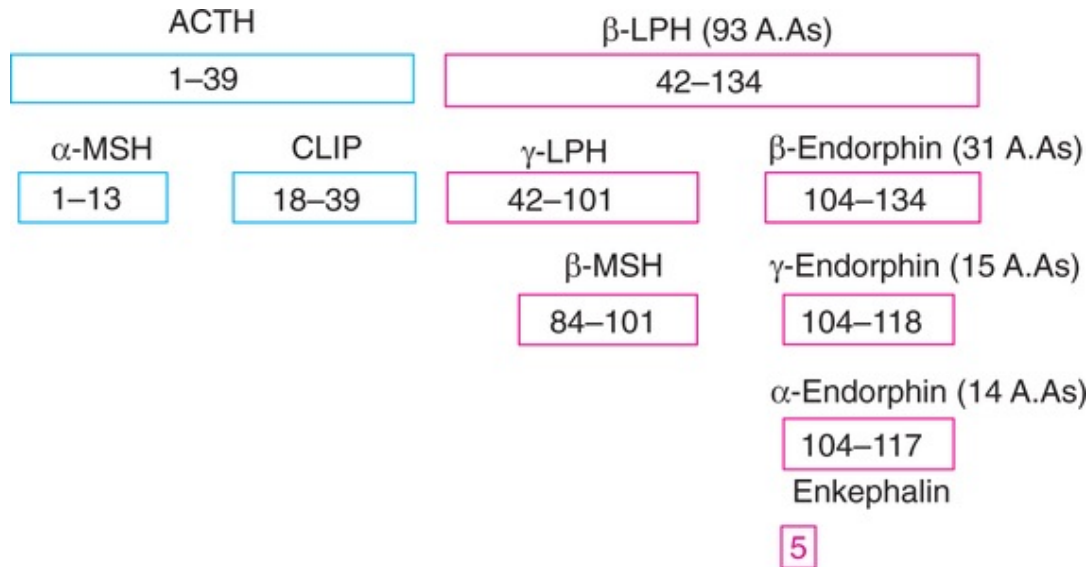 ACTH
β-LPH (93 A.As)
1–39
42–134
α-MSH
CLIP
γ-LPH
β-Endorphin (31 A.As)
1–13
18–39
42–101
104–134
β-MSH
γ-Endorphin (15 A.As)
84–101
104–118
α-Endorphin (14 A.As)
104–117
Enkephalin
5